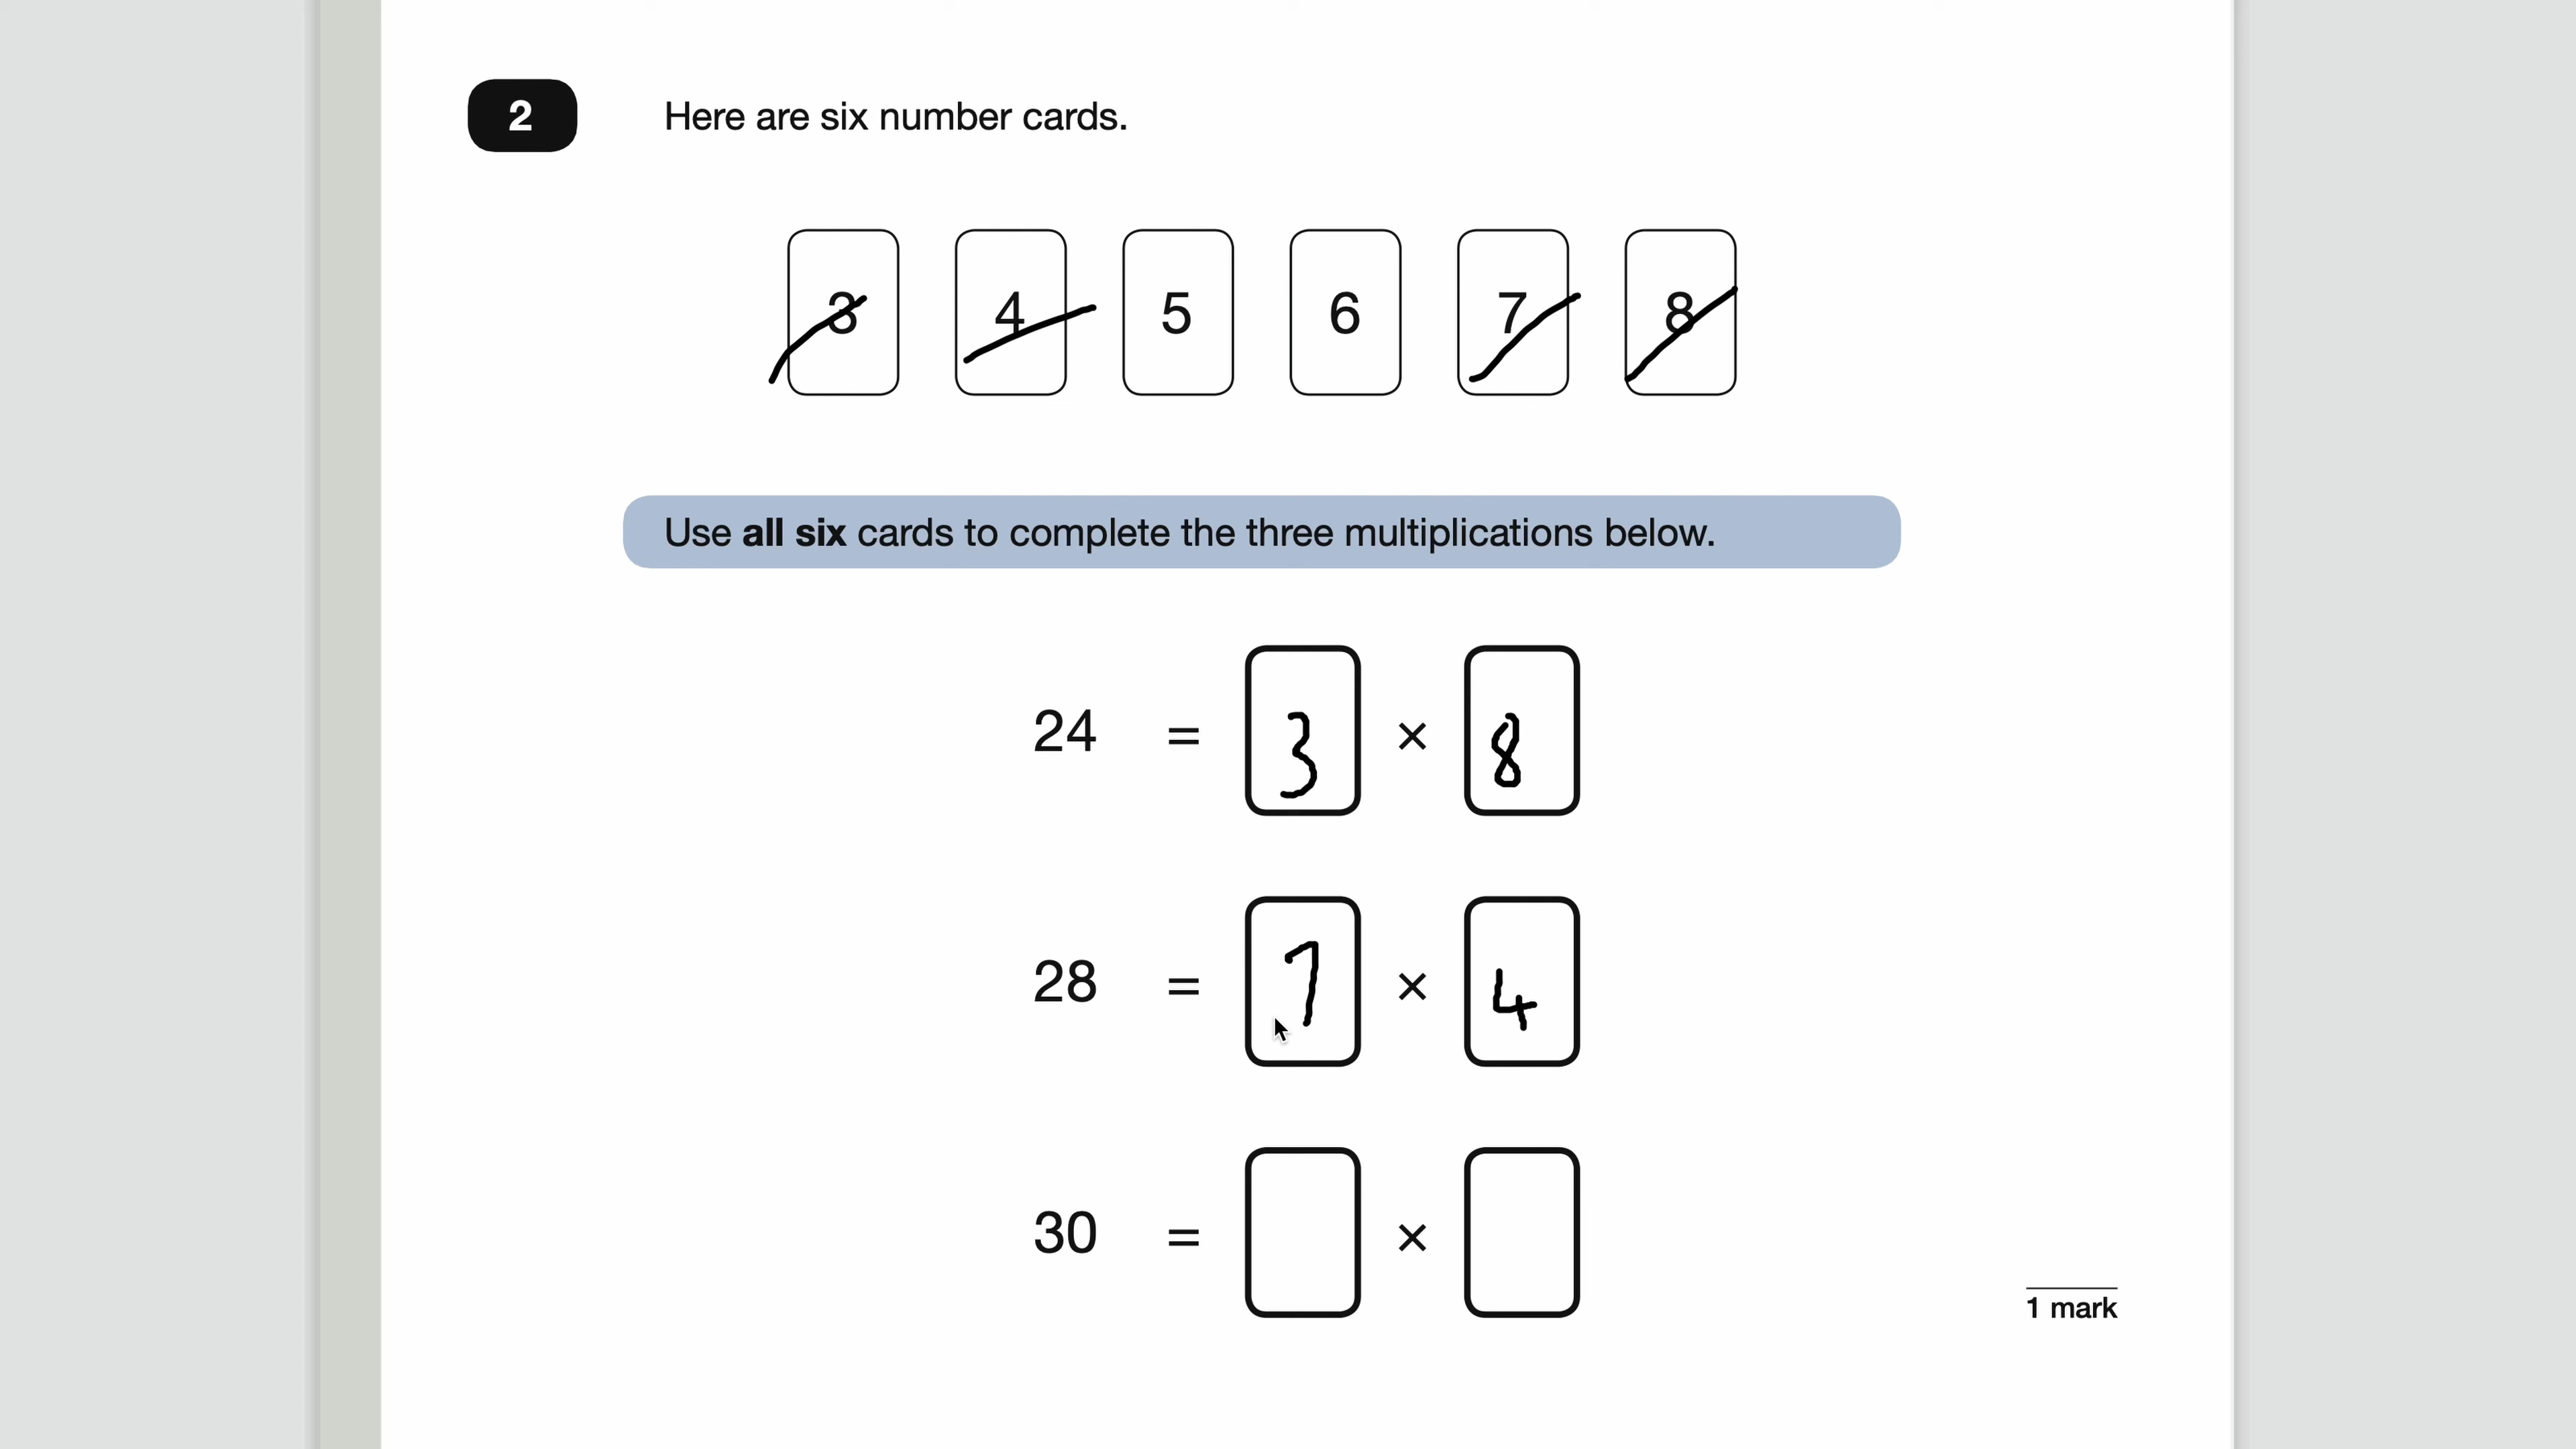 2 Here are six number cards.
3 4 5 6 7 8
Use all six cards to complete the three multiplications below.
24 = 3 × 8
28 = 7 × 4
30 = ×
1 mark